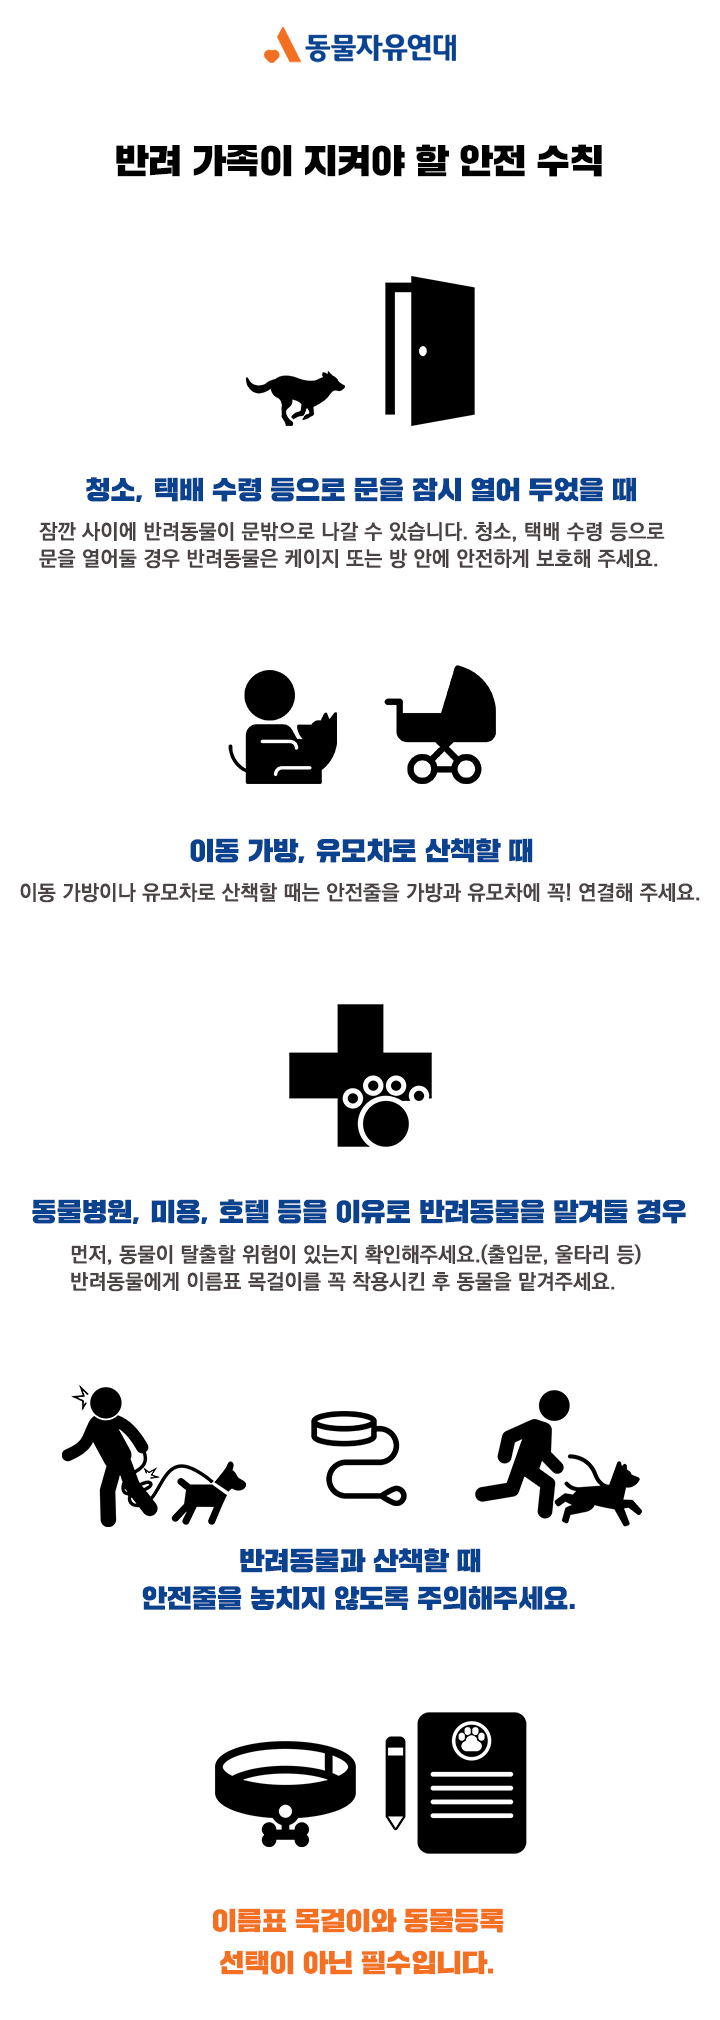 동물자유연대
반려 가족이 지켜야 할 안전 수칙
청소, 택배 수령 등으로 문을 잠시 열어 두었을 때
잠깐 사이에 반려동물이 문밖으로 나갈 수 있습니다. 청소, 택배 수령 등으로
문을 열어둘 경우 반려동물은 케이지 또는 방 안에 안전하게 보호해 주세요.
이동 가방, 유모차로 산책할 때
이동 가방이나 유모차로 산책할 때는 안전줄을 가방과 유모차에 꼭! 연결해 주세요.
동물병원, 미용, 호텔 등을 이유로 반려동물을 맡겨둘 경우
먼저, 동물이 탈출할 위험이 있는지 확인해주세요.(출입문, 울타리 등)
반려동물에게 이름표 목걸이를 꼭 착용시킨 후 동물을 맡겨주세요.
반려동물과 산책할 때
안전줄을 놓치지 않도록 주의해주세요.
이름표 목걸이와 동물등록
선택이 아닌 필수입니다.